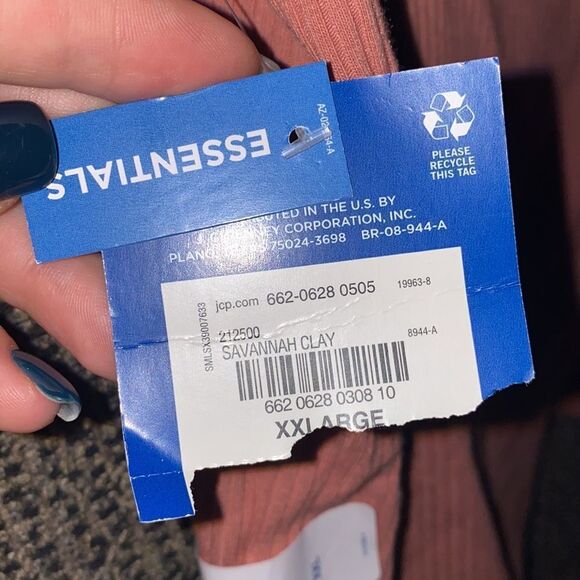 ESSENTIALS
PLEASE
RECYCLE
THIS TAG
IN THE U.S. BY
CORPORATION, INC.
75024-3698 BR-08-944-A
jcp.com 662-0628 0505 19963-8
SMLSX39007633
212500 8944-A
SAVANNAH CLAY
662 0628 0308 10
XXLARGE